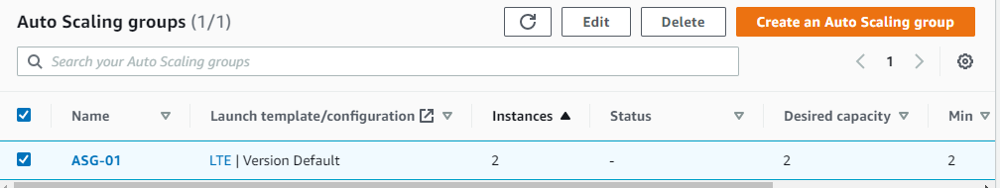 Auto Scaling groups (1/1) Edit Delete Create an Auto Scaling group
Search your Auto Scaling groups 1
Name Launch template/configuration Instances Status Desired capacity Min
ASG-01 LTE | Version Default 2 - 2 2